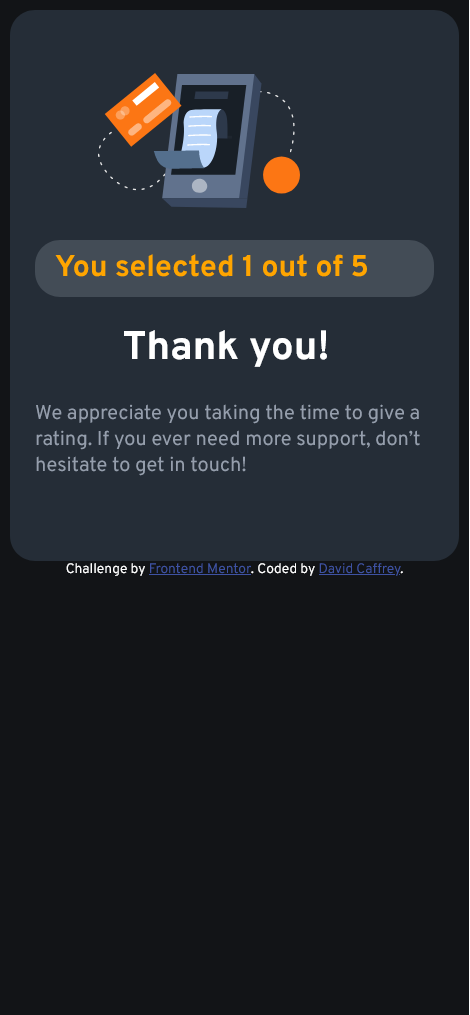 You selected 1 out of 5
Thank you!
We appreciate you taking the time to give a
rating. If you ever need more support, don’t
hesitate to get in touch!
Challenge by Frontend Mentor. Coded by David Caffrey.